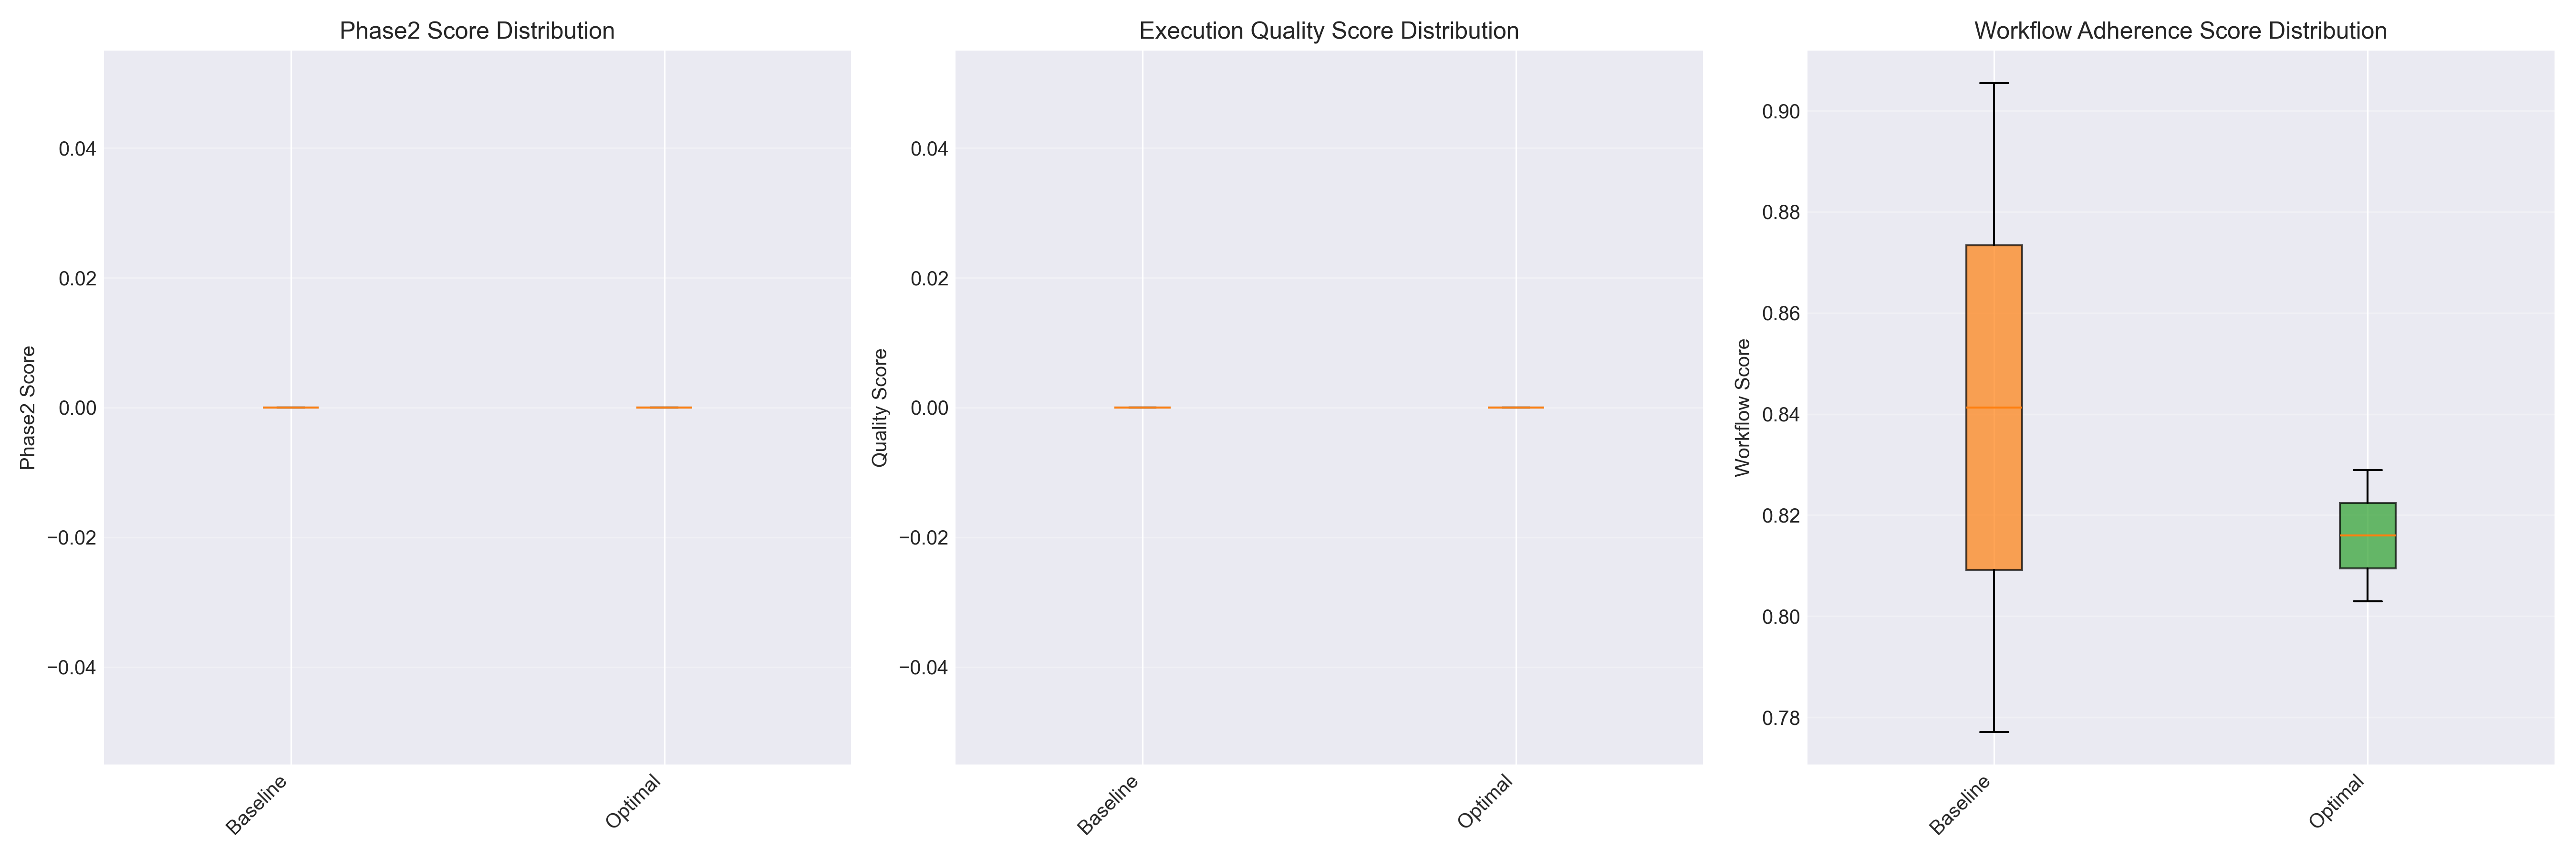 Phase2 Score Distribution
Phase2 Score
0.04
0.02
0.00
−0.02
−0.04
Baseline
Optimal
Execution Quality Score Distribution
Quality Score
0.04
0.02
0.00
−0.02
−0.04
Baseline
Optimal
Workflow Adherence Score Distribution
Workflow Score
0.90
0.88
0.86
0.84
0.82
0.80
0.78
Baseline
Optimal